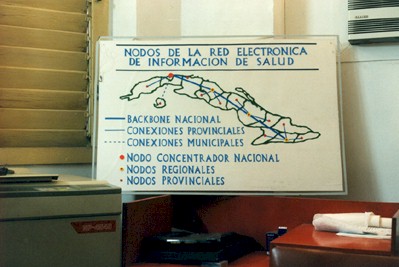 NODOS DE LA RED ELECTRONICA
DE INFORMACION DE SALUD
BACKBONE NACIONAL
CONEXIONES PROVINCIALES
CONEXIONES MUNICIPALES
NODO CONCENTRADOR NACIONAL
NODOS REGIONALES
NODOS PROVINCIALES